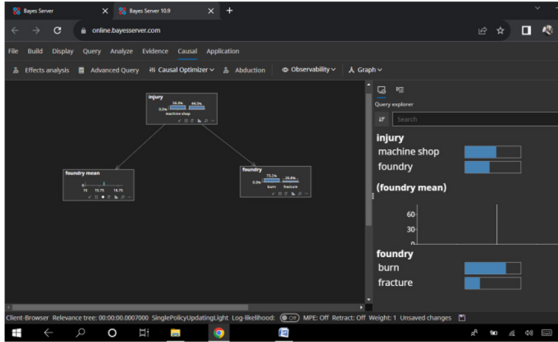 Bayes Server
Bayes Server 10.9
online.bayesserver.com
File Build Display Query Analyze Evidence Causal Application
Effects analysis Advanced Query Causal Optimizer Abduction Observability Graph
injury
machine shop
foundry mean
foundry
burn fracture
Query explorer
Search
injury
machine shop
foundry
(foundry mean)
60
30
0
foundry
burn
fracture
Client-Browser Relevance tree: 00:00:00.0007000 SinglePolicyUpdatingLight Log-likelihood: Off MPE: Off Retract: Off Weight: 1 Unsaved changes